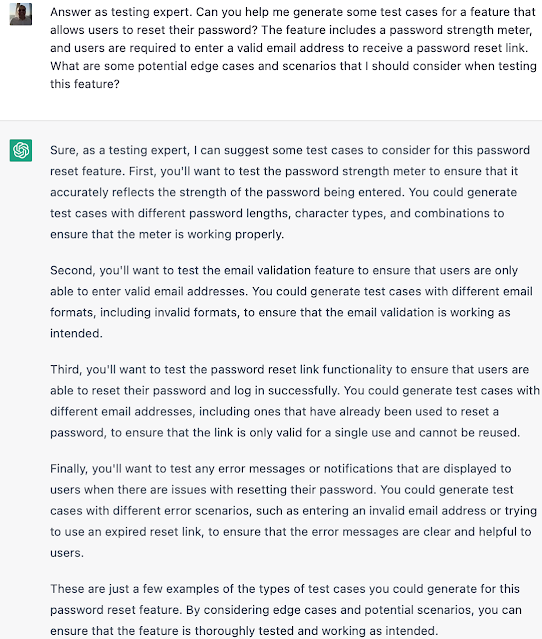 Answer as testing expert. Can you help me generate some test cases for a feature that
allows users to reset their password? The feature includes a password strength meter,
and users are required to enter a valid email address to receive a password reset link.
What are some potential edge cases and scenarios that I should consider when testing
this feature?
Sure, as a testing expert, I can suggest some test cases to consider for this password
reset feature. First, you'll want to test the password strength meter to ensure that it
accurately reflects the strength of the password being entered. You could generate
test cases with different password lengths, character types, and combinations to
ensure that the meter is working properly.
Second, you'll want to test the email validation feature to ensure that users are only
able to enter valid email addresses. You could generate test cases with different email
formats, including invalid formats, to ensure that the email validation is working as
intended.
Third, you'll want to test the password reset link functionality to ensure that users are
able to reset their password and log in successfully. You could generate test cases with
different email addresses, including ones that have already been used to reset a
password, to ensure that the link is only valid for a single use and cannot be reused.
Finally, you'll want to test any error messages or notifications that are displayed to
users when there are issues with resetting their password. You could generate test
cases with different error scenarios, such as entering an invalid email address or trying
to use an expired reset link, to ensure that the error messages are clear and helpful to
users.
These are just a few examples of the types of test cases you could generate for this
password reset feature. By considering edge cases and potential scenarios, you can
ensure that the feature is thoroughly tested and working as intended.